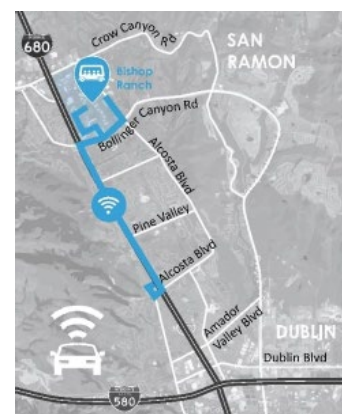 680
Crow Canyon Rd
SAN
RAMON
Bishop
Ranch
Bollinger Canyon Rd
Alcosta Blvd
Pine Valley
Alcosta Blvd
Amador
Valley Blvd
DUBLIN
Dublin Blvd
580